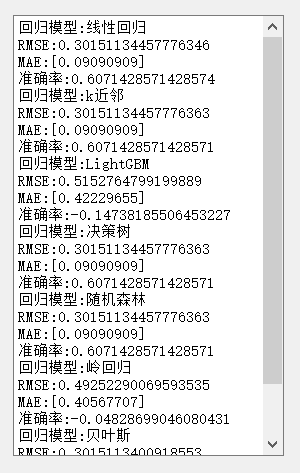 回归模型:线性回归
RMSE:0.30151134457776346
MAE:[0.09090909]
准确率:0.6071428571428574
回归模型:k近邻
RMSE:0.30151134457776363
MAE:[0.09090909]
准确率:0.6071428571428571
回归模型:LightGBM
RMSE:0.5152764799199889
MAE:[0.42229655]
准确率:-0.14738185506453227
回归模型:决策树
RMSE:0.30151134457776363
MAE:[0.09090909]
准确率:0.6071428571428571
回归模型:随机森林
RMSE:0.30151134457776363
MAE:[0.09090909]
准确率:0.6071428571428571
回归模型:岭回归
RMSE:0.49252290069593535
MAE:[0.40567707]
准确率:-0.04828699046080431
回归模型:贝叶斯
RMSE:0.3015113400918553